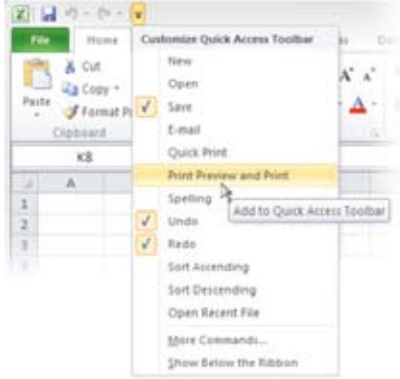 File Home Customize Quick Access Toolbar
Cut New
Copy Open
Paste Format Save
Clipboard E-mail
K8 Quick Print
Print Preview and Print
A Spelling
Add to Quick Access Toolbar
1
2 Undo
3 Redo
Sort Ascending
Sort Descending
Open Recent File
More Commands...
Show Below the Ribbon